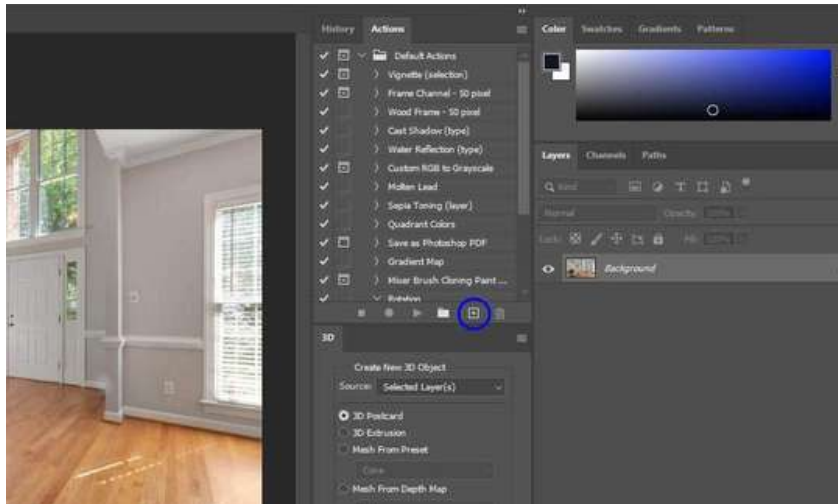 History Actions
Default Actions
Vignette (selection)
Frame Channel - 50 pixel
Wood Frame - 50 pixel
Cast Shadow (type)
Water Reflection (type)
Custom RGB to Grayscale
Molten Lead
Sepia Toning (layer)
Quadrant Colors
Save as Photoshop PDF
Gradient Map
Mixer Brush Cloning Paint ...
Rotation
3D
Create New 3D Object
Source: Selected Layer(s)
3D Postcard
3D Extrusion
Mesh From Preset
Cone
Mesh From Depth Map
Color Swatches Gradients Patterns
Layers Channels Paths
Kind
Normal Opacity:
Lock: Fill:
Background